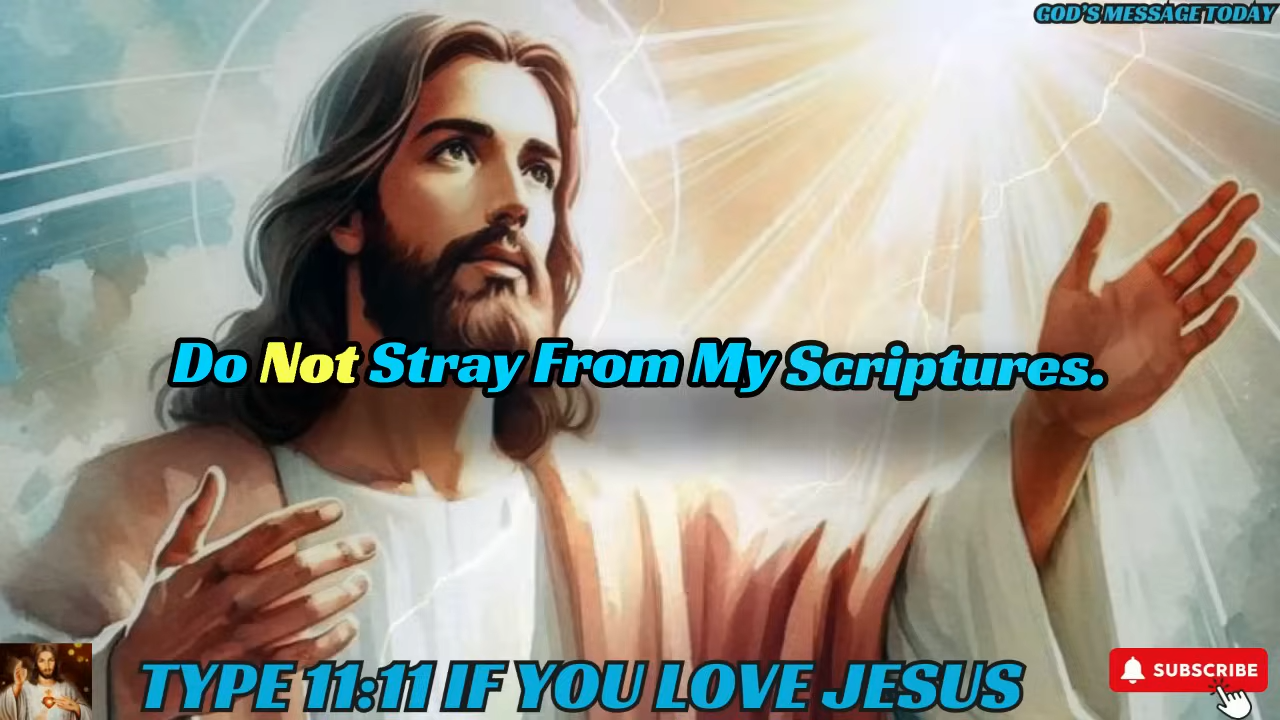 GOD'S MESSAGE TODAY
Do Not Stray From My Scriptures.
TYPE 11:11 IF YOU LOVE JESUS
SUBSCRIBE